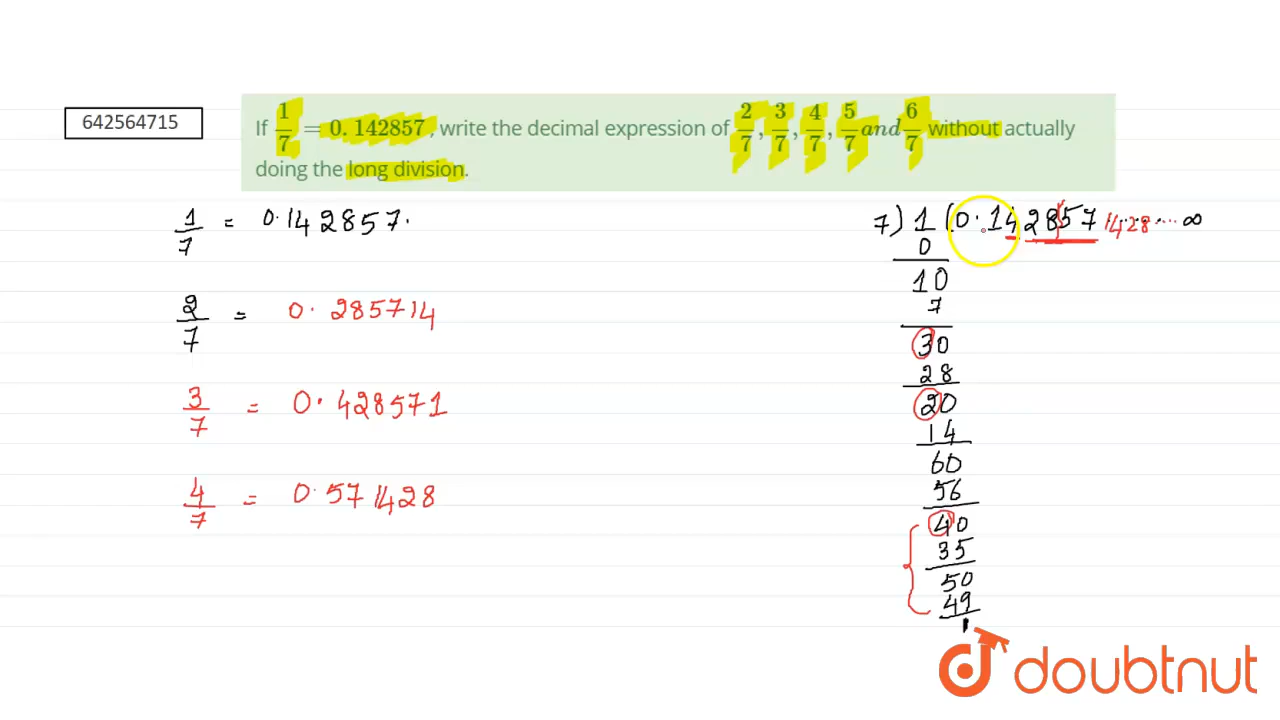 642564715
If 1/7 = 0.142857, write the decimal expression of 2/7, 3/7, 4/7, 5/7 and 6/7 without actually
doing the long division.
1/7 = 0.142857.
2/7 = 0.285714
3/7 = 0.428571
4/7 = 0.571428
7) 1 (0.142857 1428 ...... ∞
0
10
7
30
28
20
14
60
56
40
35
50
49
1
doubtnut